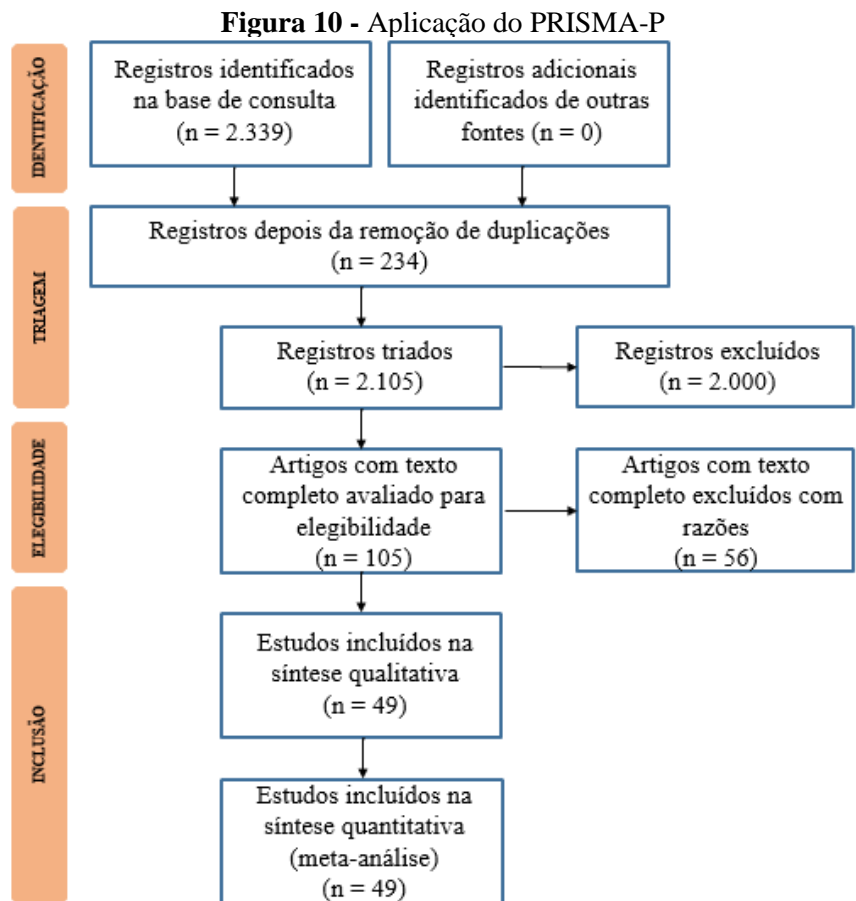 Figura 10 - Aplicação do PRISMA-P
IDENTIFICAÇÃO
Registros identificados
na base de consulta
(n = 2.339)
Registros adicionais
identificados de outras
fontes (n = 0)
TRIAGEM
Registros depois da remoção de duplicações
(n = 234)
Registros triados
(n = 2.105)
Registros excluídos
(n = 2.000)
ELEGIBILIDADE
Artigos com texto
completo avaliado para
elegibilidade
(n = 105)
Artigos com texto
completo excluídos com
razões
(n = 56)
INCLUSÃO
Estudos incluídos na
síntese qualitativa
(n = 49)
Estudos incluídos na
síntese quantitativa
(meta-análise)
(n = 49)